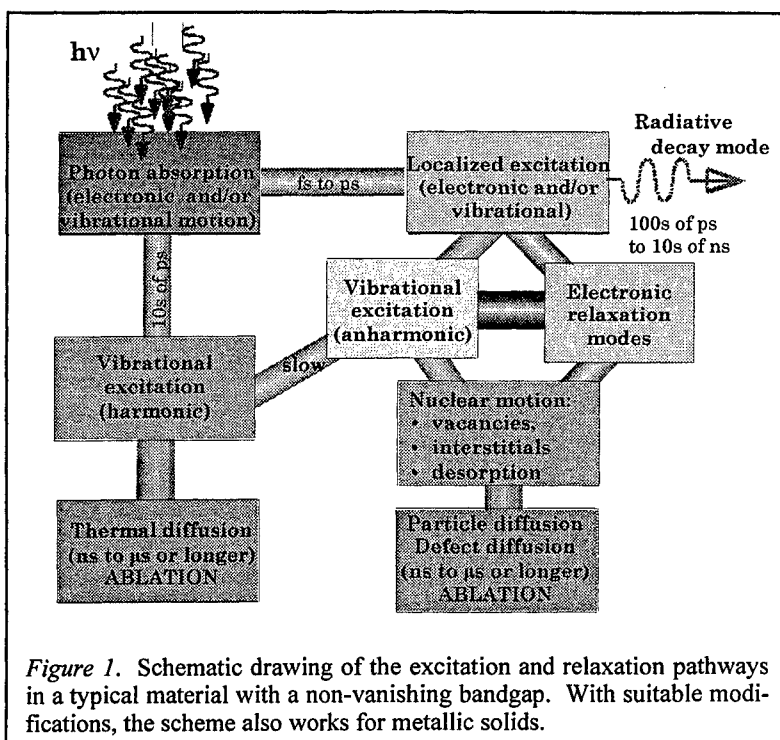 hν
Photon absorption
(electronic and/or
vibrational motion)
fs to ps
Localized excitation
(electronic and/or
vibrational)
Radiative
decay mode
100s of ps
to 10s of ns
10s of ps
Vibrational
excitation
(anharmonic)
Electronic
relaxation
modes
Vibrational
excitation
(harmonic)
slow
Nuclear motion:
• vacancies,
• interstitials
• desorption
Thermal diffusion
(ns to μs or longer)
ABLATION
Particle diffusion
Defect diffusion
(ns to μs or longer)
ABLATION
Figure 1. Schematic drawing of the excitation and relaxation pathways
in a typical material with a non-vanishing bandgap. With suitable modi-
fications, the scheme also works for metallic solids.